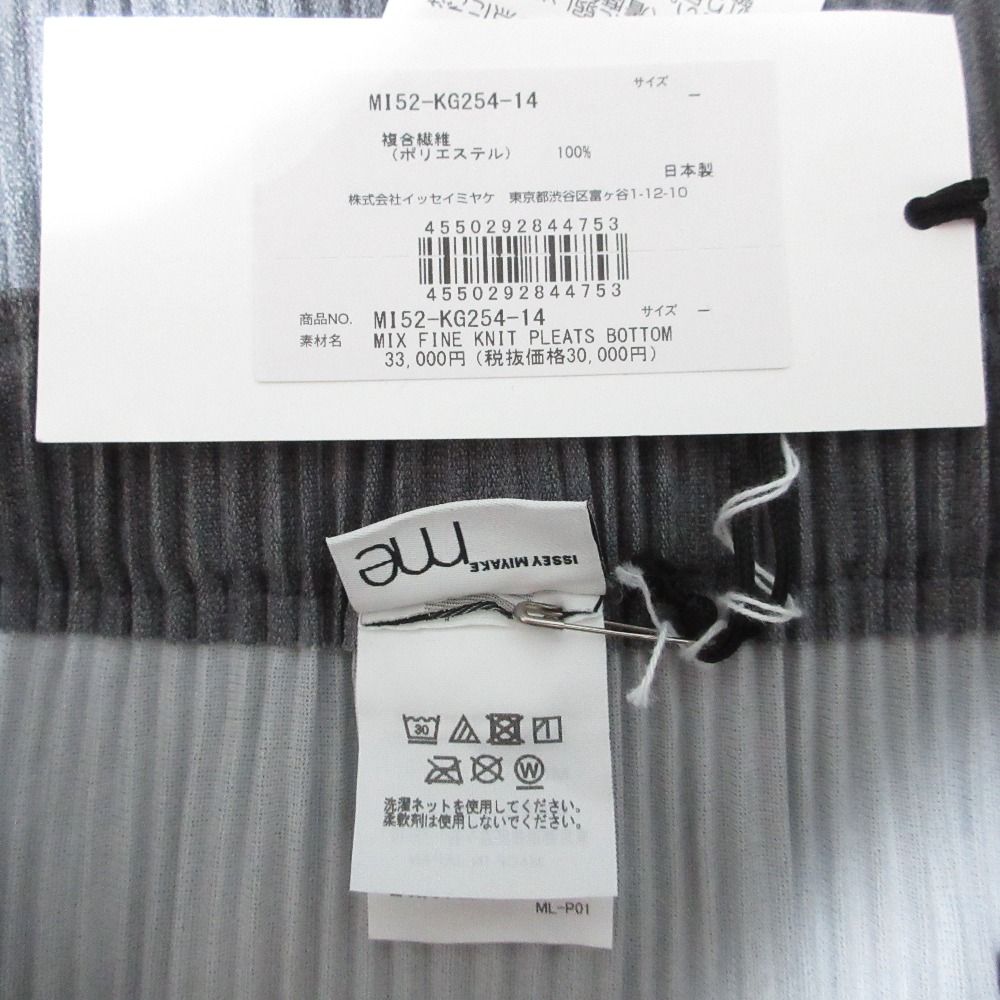 サイズ
MI52-KG254-14 —
複合繊維
（ポリエステル） 100%
日本製
株式会社イッセイミヤケ 東京都渋谷区富ヶ谷1-12-10
4550292844753
4550292844753
商品NO. MI52-KG254-14 サイズ —
素材名 MIX FINE KNIT PLEATS BOTTOM
33,000円(税抜価格30,000円)
me ISSEY MIYAKE
30
W
洗濯ネットを使用してください。
柔軟剤は使用しないでください。
ML-P01